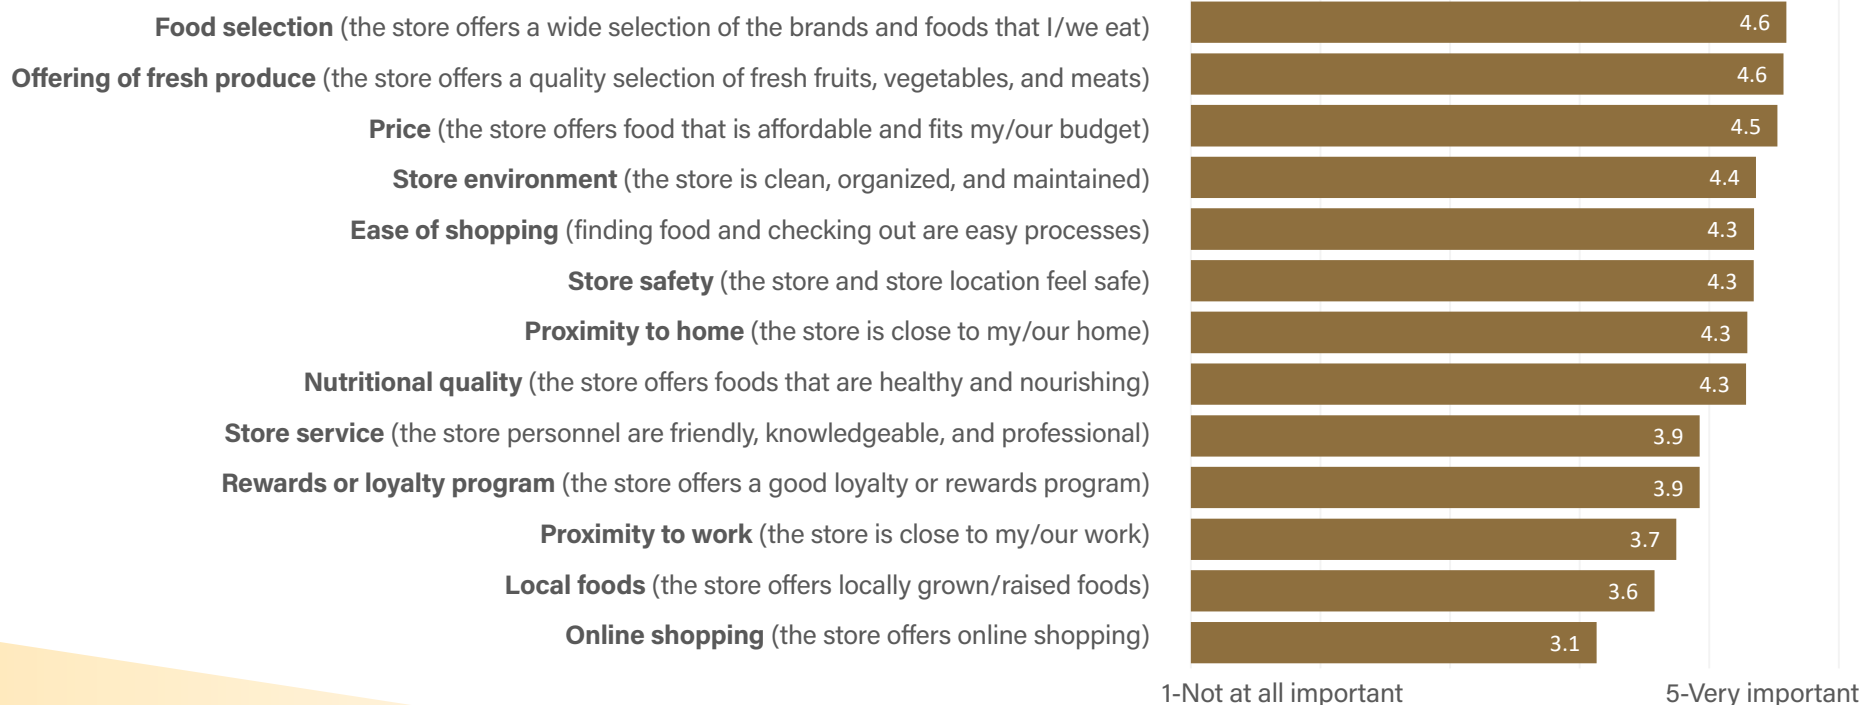 Food selection (the store offers a wide selection of the brands and foods that I/we eat) 4.6
Offering of fresh produce (the store offers a quality selection of fresh fruits, vegetables, and meats) 4.6
Price (the store offers food that is affordable and fits my/our budget) 4.5
Store environment (the store is clean, organized, and maintained) 4.4
Ease of shopping (finding food and checking out are easy processes) 4.3
Store safety (the store and store location feel safe) 4.3
Proximity to home (the store is close to my/our home) 4.3
Nutritional quality (the store offers foods that are healthy and nourishing) 4.3
Store service (the store personnel are friendly, knowledgeable, and professional) 3.9
Rewards or loyalty program (the store offers a good loyalty or rewards program) 3.9
Proximity to work (the store is close to my/our work) 3.7
Local foods (the store offers locally grown/raised foods) 3.6
Online shopping (the store offers online shopping) 3.1
1-Not at all important 5-Very important